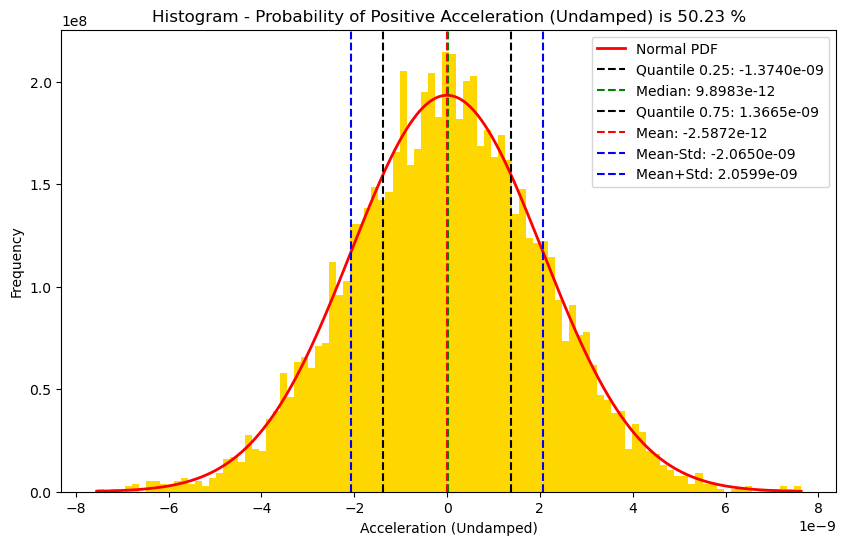 Histogram - Probability of Positive Acceleration (Undamped) is 50.23 %
1e8
Normal PDF
Quantile 0.25: -1.3740e-09
Median: 9.8983e-12
Quantile 0.75: 1.3665e-09
Mean: -2.5872e-12
Mean-Std: -2.0650e-09
Mean+Std: 2.0599e-09
2.0
1.5
1.0
0.5
0.0
Frequency
−8 −6 −4 −2 0 2 4 6 8
1e−9
Acceleration (Undamped)